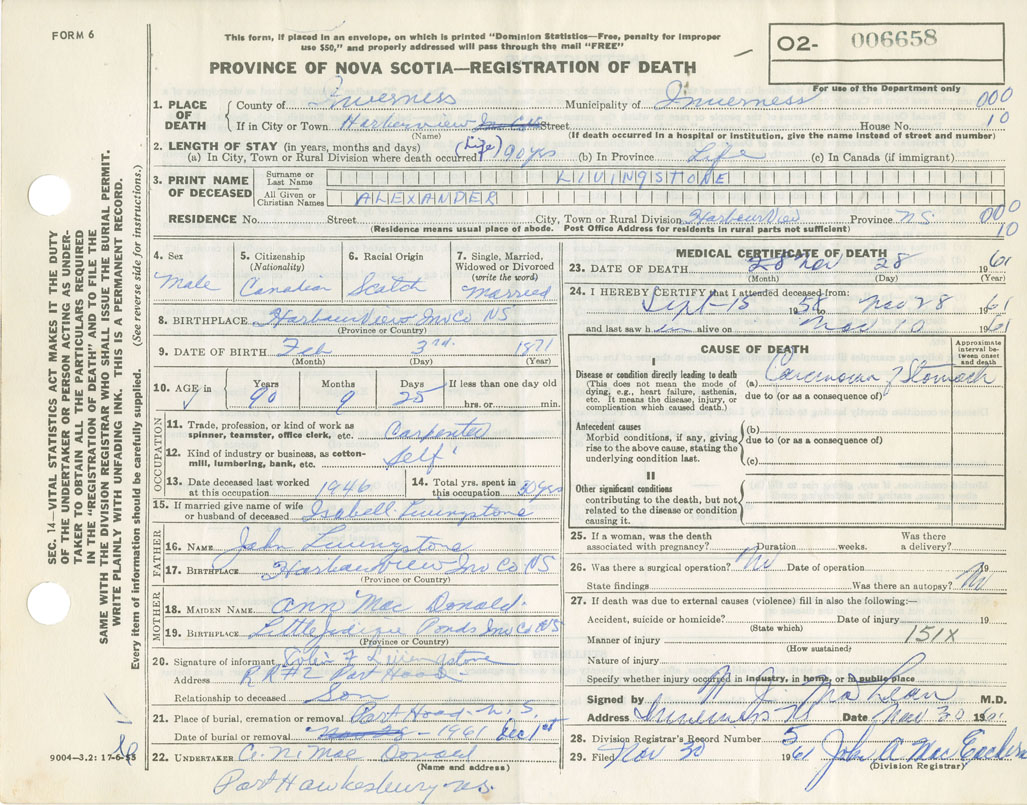 FORM 6
This form, if placed in an envelope, on which is printed "Dominion Statistics—Free, penalty for improper
use $50," and properly addressed will pass through the mail "FREE"
O2- 006658
For use of the Department only
PROVINCE OF NOVA SCOTIA—REGISTRATION OF DEATH
1. PLACE OF DEATH County of Inverness Municipality of Inverness 000
If in City or Town Harbourview Street House No. 10
(Name) (If death occurred in a hospital or institution, give the name instead of street and number)
2. LENGTH OF STAY (in years, months and days)
(a) In City, Town or Rural Division where death occurred (Life) 90 yrs (b) In Province Life (c) In Canada (if immigrant)
3. PRINT NAME OF DECEASED Surname or Last Name LIVINGSTONE
All Given or Christian Names ALEXANDER
RESIDENCE No. Street City, Town or Rural Division Harbour View Province N.S. 000
(Residence means usual place of abode. Post Office Address for residents in rural parts not sufficient) 10
4. Sex Male
5. Citizenship (Nationality) Canadian
6. Racial Origin Scotch
7. Single, Married, Widowed or Divorced (write the word) Married
8. BIRTHPLACE Harbourview Inv Co NS
(Province or Country)
9. DATE OF BIRTH Feb 3rd 1871
(Month) (Day) (Year)
10. AGE in Years 90 Months 9 Days 25 If less than one day old hrs. or min.
OCCUPATION
11. Trade, profession, or kind of work as spinner, teamster, office clerk, etc. Carpenter
12. Kind of industry or business, as cotton-mill, lumbering, bank, etc. Self
13. Date deceased last worked at this occupation 1946
14. Total yrs. spent in this occupation 50 yrs
15. If married give name of wife or husband of deceased Isabell Livingstone
FATHER
16. NAME John Livingstone
17. BIRTHPLACE Harbourview Inv Co NS
(Province or Country)
MOTHER
18. MAIDEN NAME Ann Mac Donald
19. BIRTHPLACE Little Judique Ponds Inv Co NS
(Province or Country)
20. Signature of informant Colin F Livingstone
Address RR#2 Port Hood
Relationship to deceased Son
21. Place of burial, cremation or removal Port Hood N.S.
Date of burial or removal 1961 Dec 1st
22. UNDERTAKER A. N. Mac Donald
(Name and address)
Port Hawkesbury N.S.
MEDICAL CERTIFICATE OF DEATH
23. DATE OF DEATH Nov 28 1961
(Month) (Day) (Year)
24. I HEREBY CERTIFY that I attended deceased from:
Sept 15 1958 to Nov 28 1961
and last saw h im alive on Nov 10 1961
CAUSE OF DEATH
Approximate interval between onset and death
I
Disease or condition directly leading to death
(This does not mean the mode of dying, e.g., heart failure, asthenia, etc. It means the disease, injury, or complication which caused death.)
(a) Carcinoma of Stomach
due to (or as a consequence of)
Antecedent causes
Morbid conditions, if any, giving rise to the above cause, stating the underlying condition last.
(b)
due to (or as a consequence of)
(c)
II
Other significant conditions
contributing to the death, but not related to the disease or condition causing it.
25. If a woman, was the death associated with pregnancy? Duration weeks. Was there a delivery?
26. Was there a surgical operation? No Date of operation 19
State findings Was there an autopsy? No
27. If death was due to external causes (violence) fill in also the following:—
Accident, suicide or homicide? Date of injury 19
(State which)
Manner of injury 151X
(How sustained)
Nature of injury
Specify whether injury occurred in industry, in home, or in public place
Signed by N J MacLean M.D.
Address Inverness NS Date Nov 30 1961
28. Division Registrar's Record Number 5
29. Filed Nov 30 1961 John A Mac Eachern
(Division Registrar)
SEC. 14—VITAL STATISTICS ACT MAKES IT THE DUTY
OF THE UNDERTAKER OR PERSON ACTING AS UNDER-
TAKER TO OBTAIN ALL THE PARTICULARS REQUIRED
IN THE "REGISTRATION OF DEATH" AND TO FILE THE
SAME WITH THE DIVISION REGISTRAR WHO SHALL ISSUE THE BURIAL PERMIT.
WRITE PLAINLY WITH UNFADING INK. THIS IS A PERMANENT RECORD.
Every item of information should be carefully supplied. (See reverse side for instructions.)
9004—3.2: 17-6-55